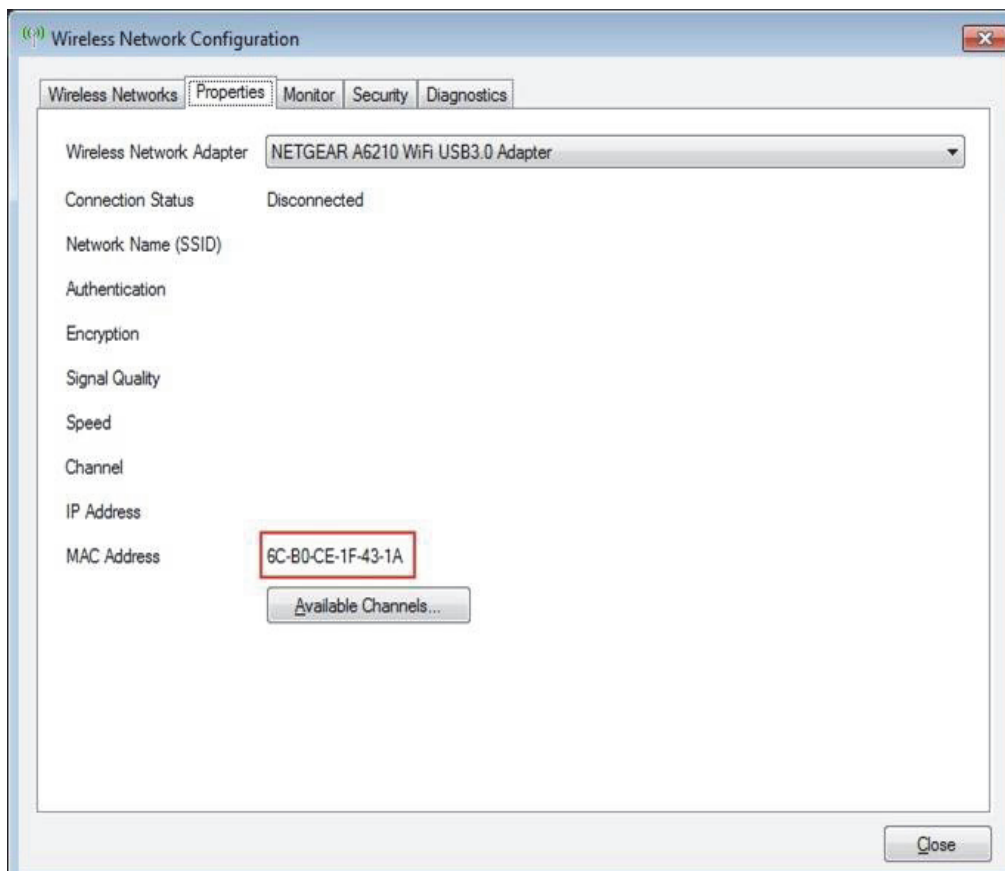 Wireless Network Configuration
Wireless Networks Properties Monitor Security Diagnostics
Wireless Network Adapter NETGEAR A6210 WiFi USB3.0 Adapter
Connection Status Disconnected
Network Name (SSID)
Authentication
Encryption
Signal Quality
Speed
Channel
IP Address
MAC Address 6C-B0-CE-1F-43-1A
Available Channels...
Close